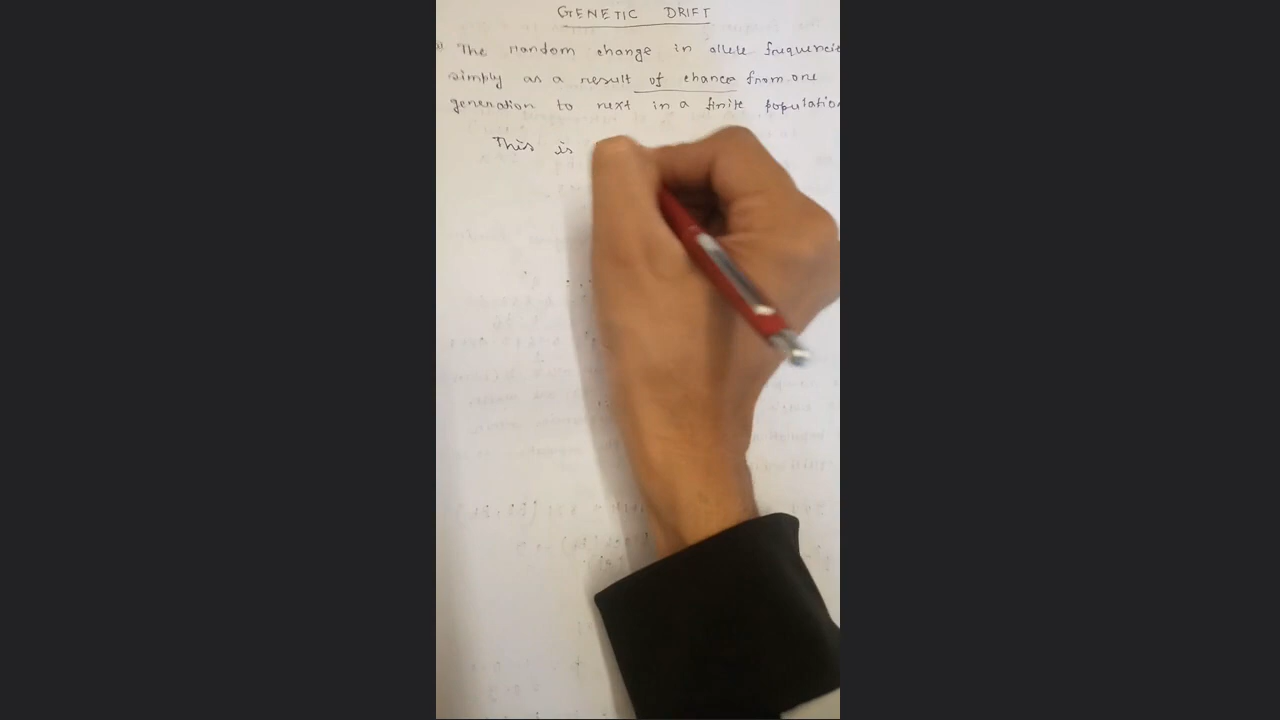 GENETIC DRIFT
The random change in allele frequencie
simply as a result of chance from one
generation to next in a finite population
This is